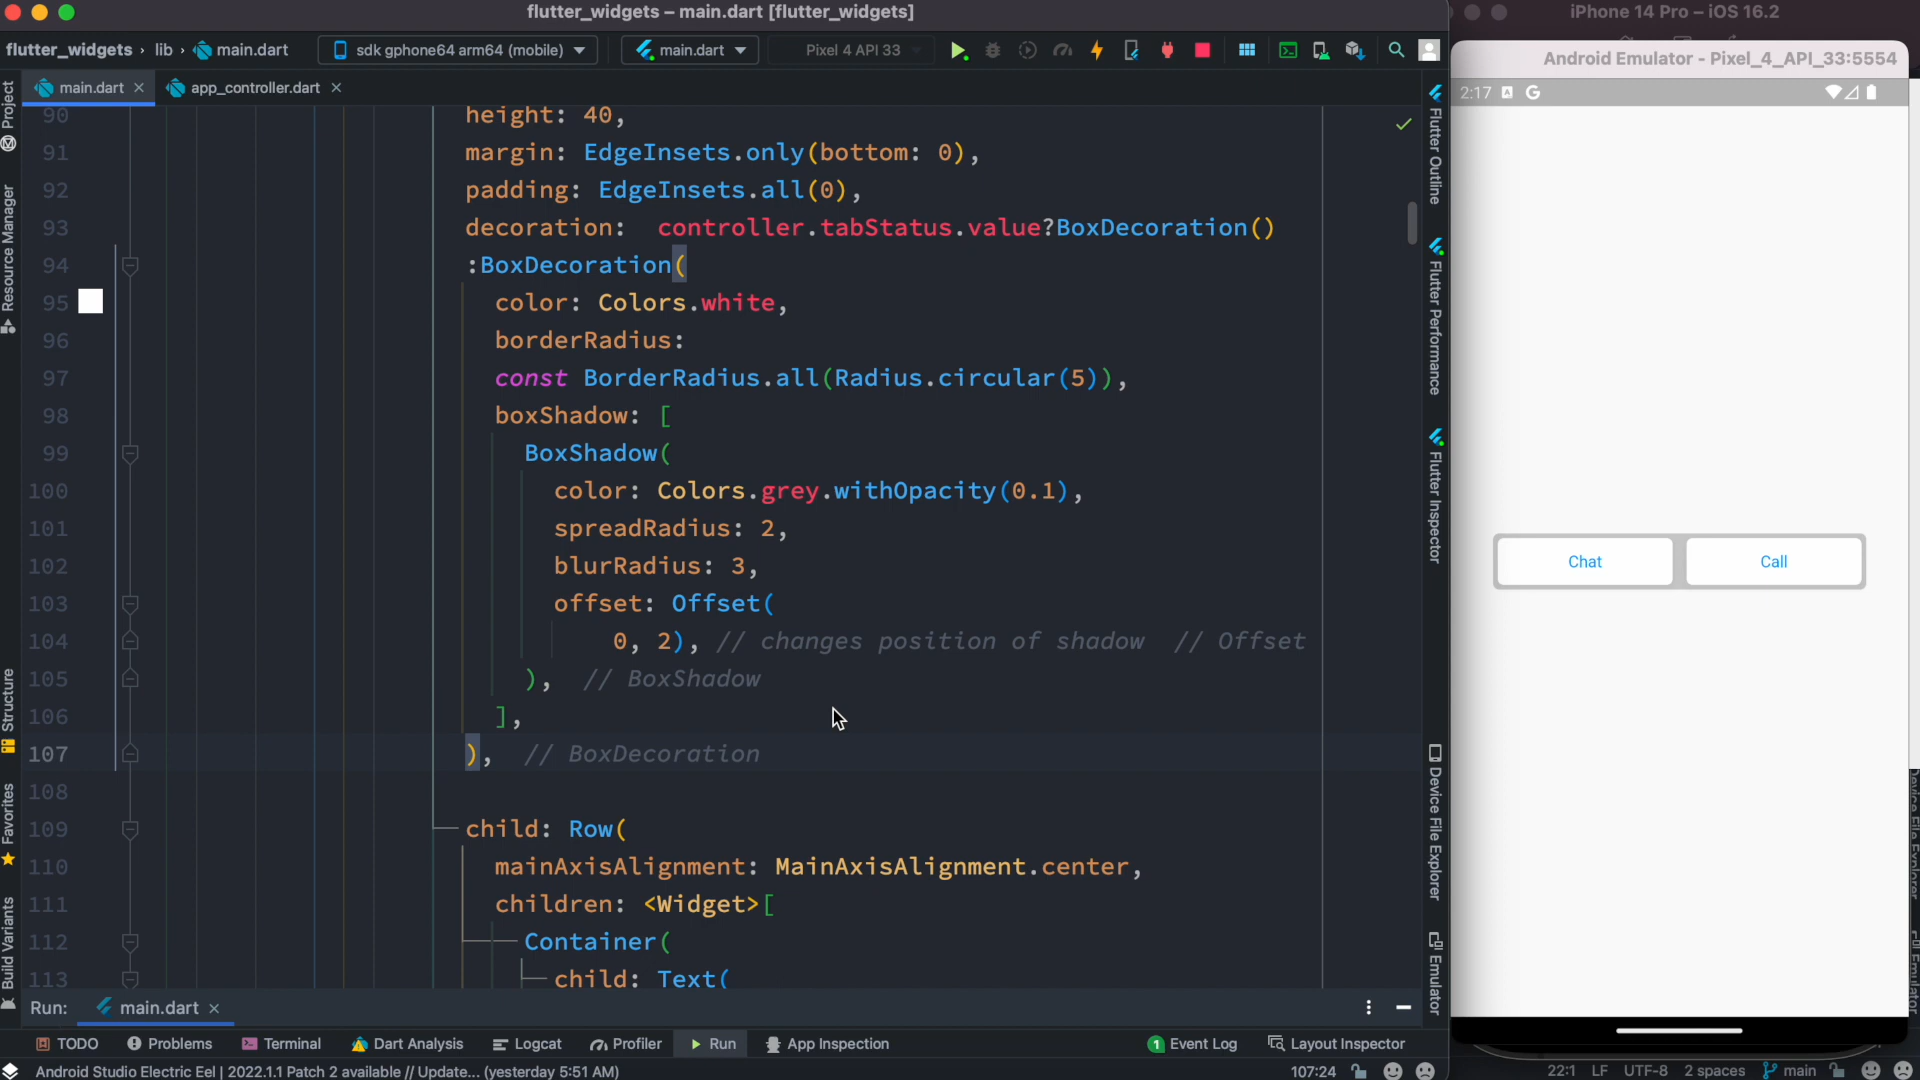 flutter_widgets – main.dart [flutter_widgets]
flutter_widgets › lib › main.dart
sdk gphone64 arm64 (mobile)
main.dart
Pixel 4 API 33
main.dart
app_controller.dart
90 height: 40,
91 margin: EdgeInsets.only(bottom: 0),
92 padding: EdgeInsets.all(0),
93 decoration: controller.tabStatus.value?BoxDecoration()
94 :BoxDecoration(
95 color: Colors.white,
96 borderRadius:
97 const BorderRadius.all(Radius.circular(5)),
98 boxShadow: [
99 BoxShadow(
100 color: Colors.grey.withOpacity(0.1),
101 spreadRadius: 2,
102 blurRadius: 3,
103 offset: Offset(
104 0, 2), // changes position of shadow // Offset
105 ), // BoxShadow
106 ],
107 ), // BoxDecoration
108
109 child: Row(
110 mainAxisAlignment: MainAxisAlignment.center,
111 children: <Widget>[
112 Container(
113 child: Text(
Project
Resource Manager
Structure
Favorites
Build Variants
Flutter Outline
Flutter Performance
Flutter Inspector
Device File Explorer
Emulator
Run: main.dart
TODO
Problems
Terminal
Dart Analysis
Logcat
Profiler
Run
App Inspection
1 Event Log
Layout Inspector
Android Studio Electric Eel | 2022.1.1 Patch 2 available // Update... (yesterday 5:51 AM)
107:24
iPhone 14 Pro – iOS 16.2
Android Emulator - Pixel_4_API_33:5554
2:17
Chat
Call
22:1 LF UTF-8 2 spaces main